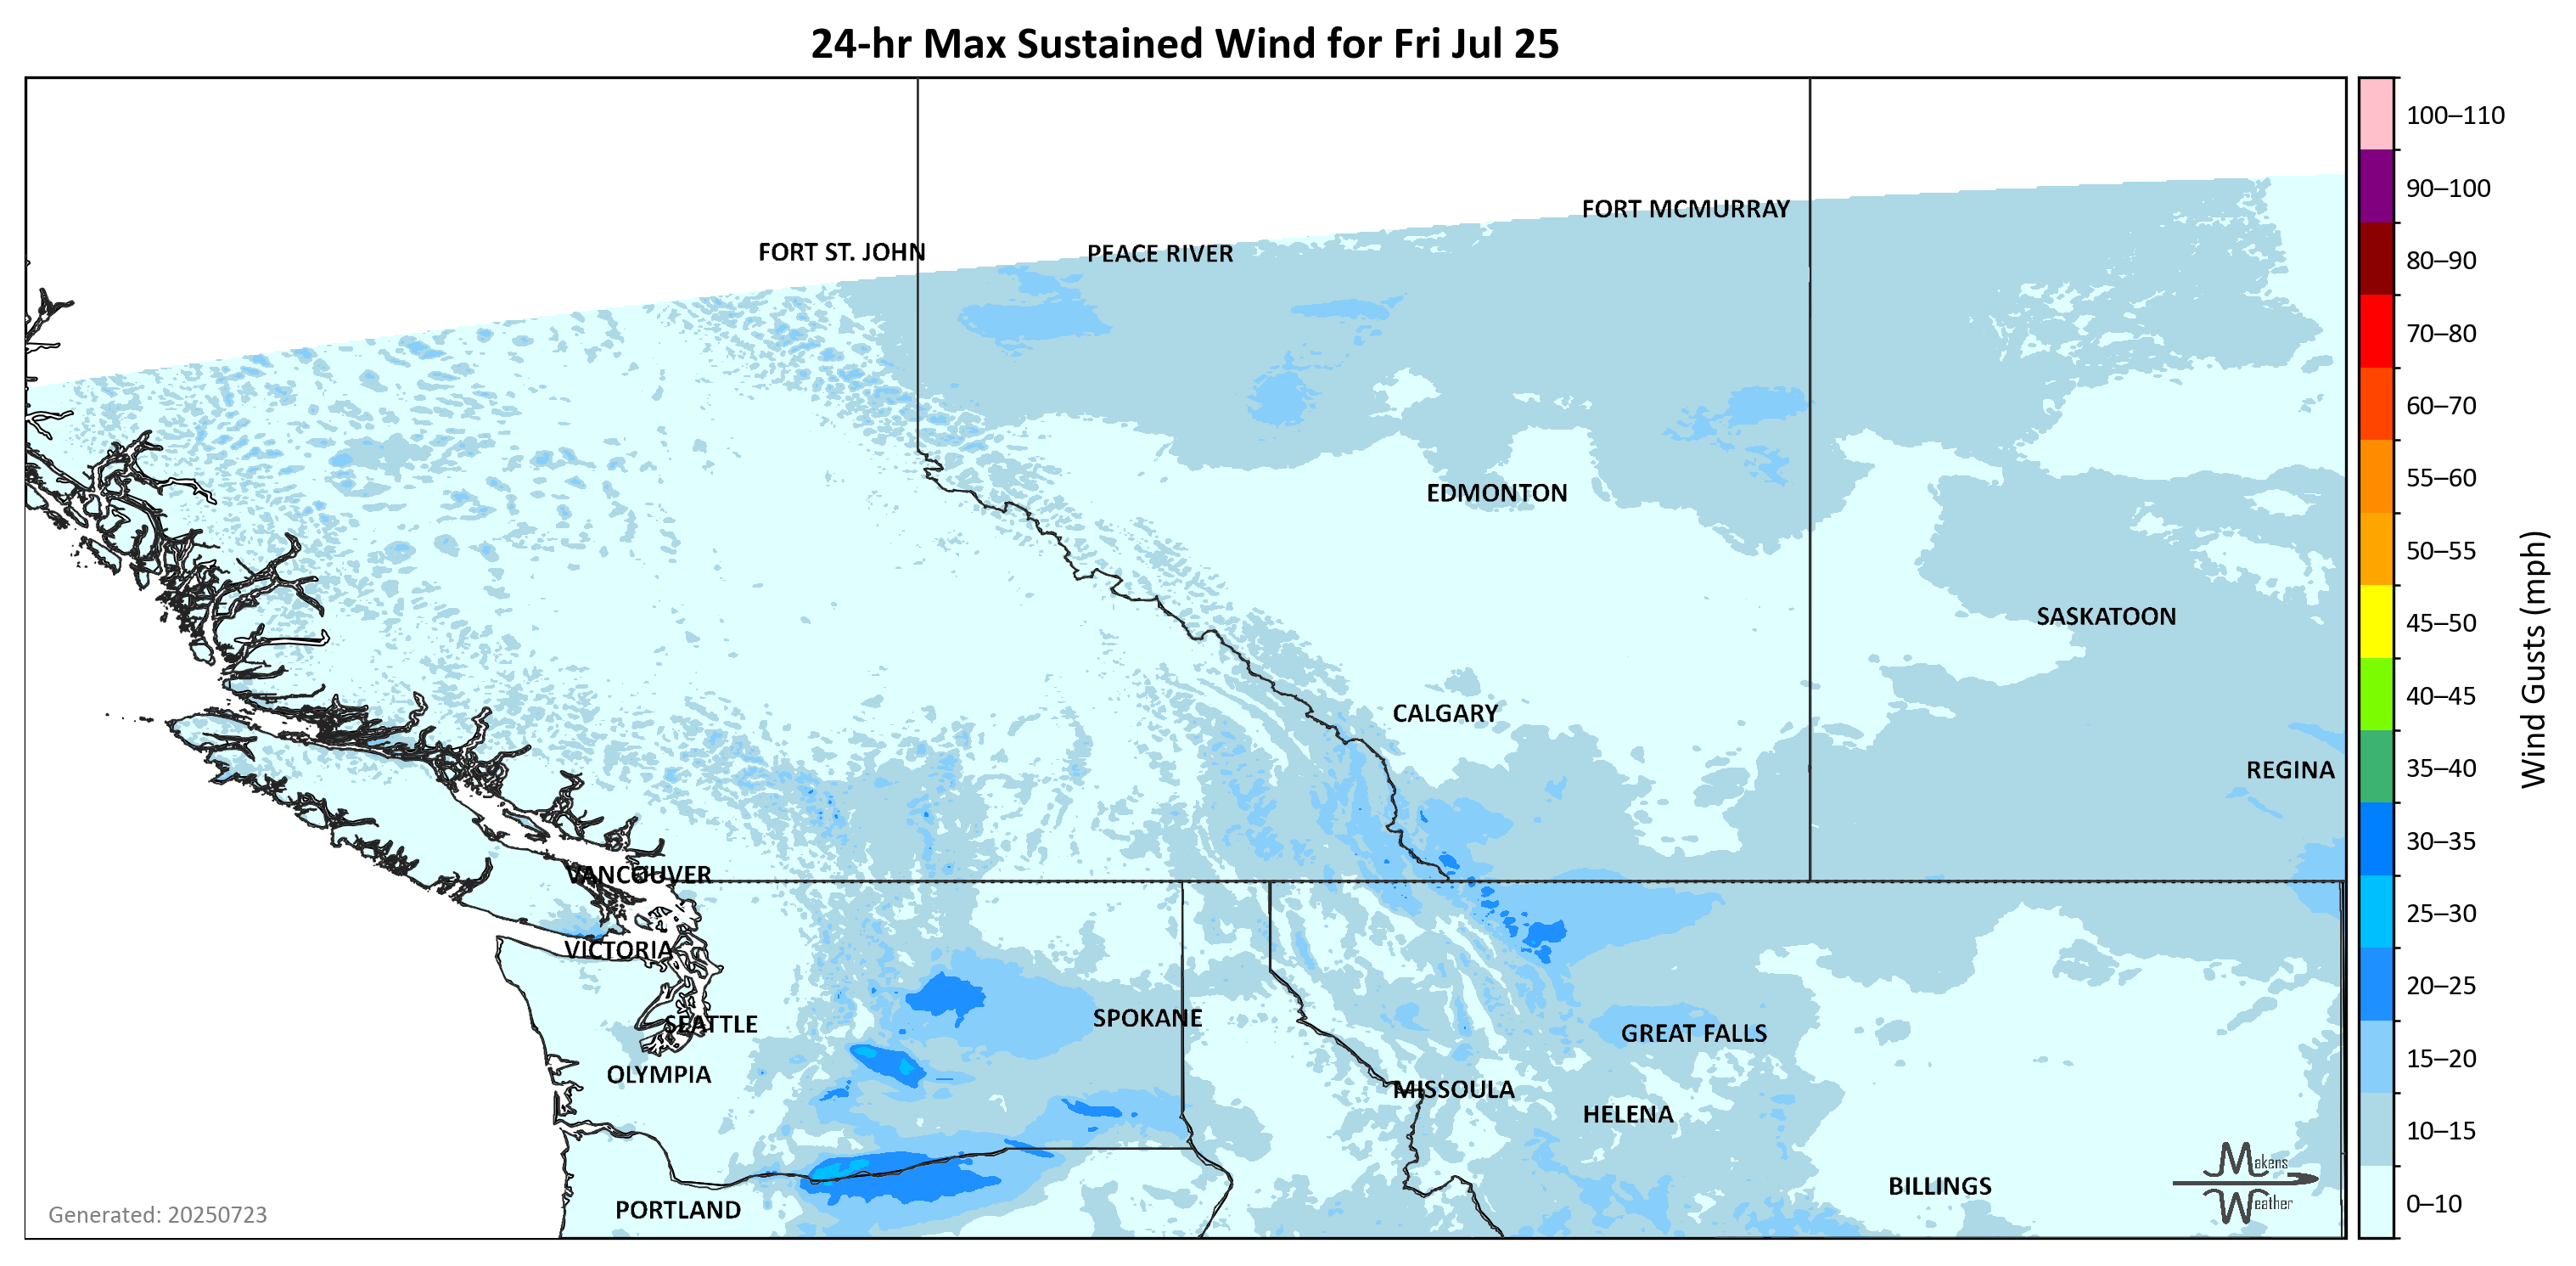 24-hr Max Sustained Wind for Fri Jul 25
FORT MCMURRAY
FORT ST. JOHN
PEACE RIVER
EDMONTON
SASKATOON
CALGARY
REGINA
VANCOUVER
VICTORIA
SEATTLE
SPOKANE
GREAT FALLS
OLYMPIA
MISSOULA
HELENA
BILLINGS
PORTLAND
Generated: 20250723
Makens
Weather
100–110
90–100
80–90
70–80
60–70
55–60
50–55
45–50
40–45
35–40
30–35
25–30
20–25
15–20
10–15
0–10
Wind Gusts (mph)